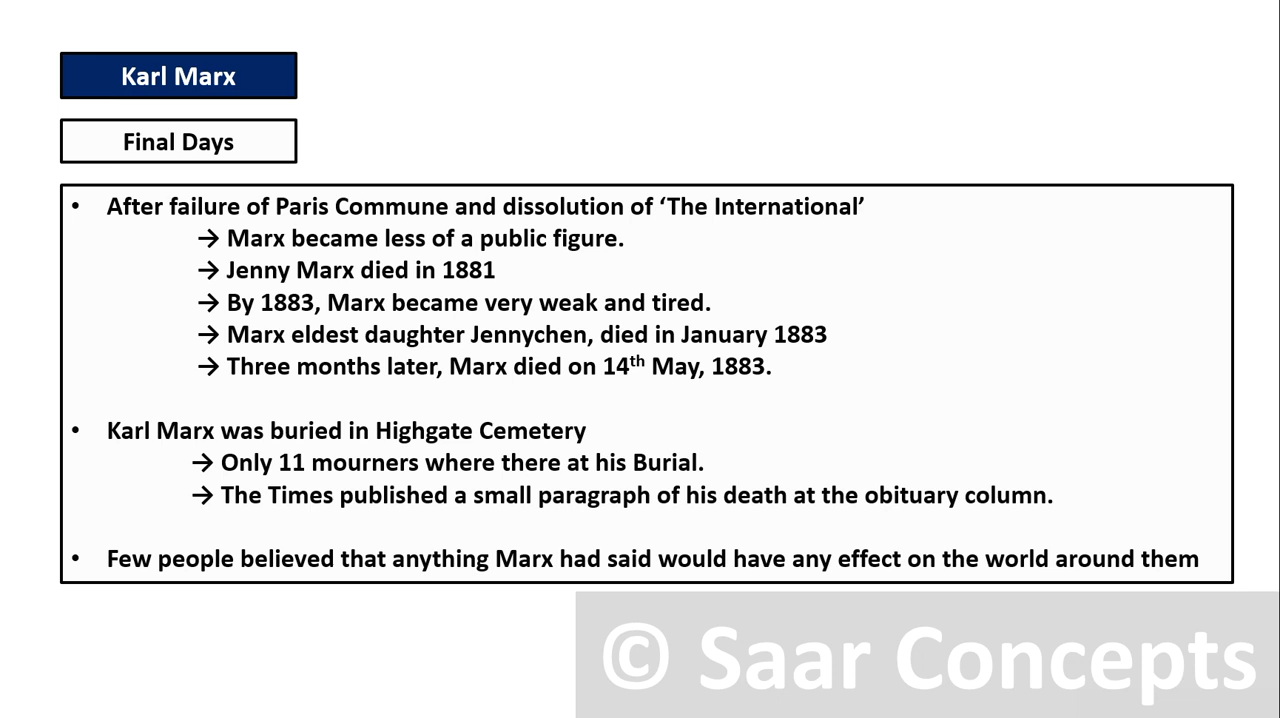 Karl Marx
Final Days
• After failure of Paris Commune and dissolution of ‘The International’
→ Marx became less of a public figure.
→ Jenny Marx died in 1881
→ By 1883, Marx became very weak and tired.
→ Marx eldest daughter Jennychen, died in January 1883
→ Three months later, Marx died on 14th May, 1883.
• Karl Marx was buried in Highgate Cemetery
→ Only 11 mourners where there at his Burial.
→ The Times published a small paragraph of his death at the obituary column.
• Few people believed that anything Marx had said would have any effect on the world around them
© Saar Concepts